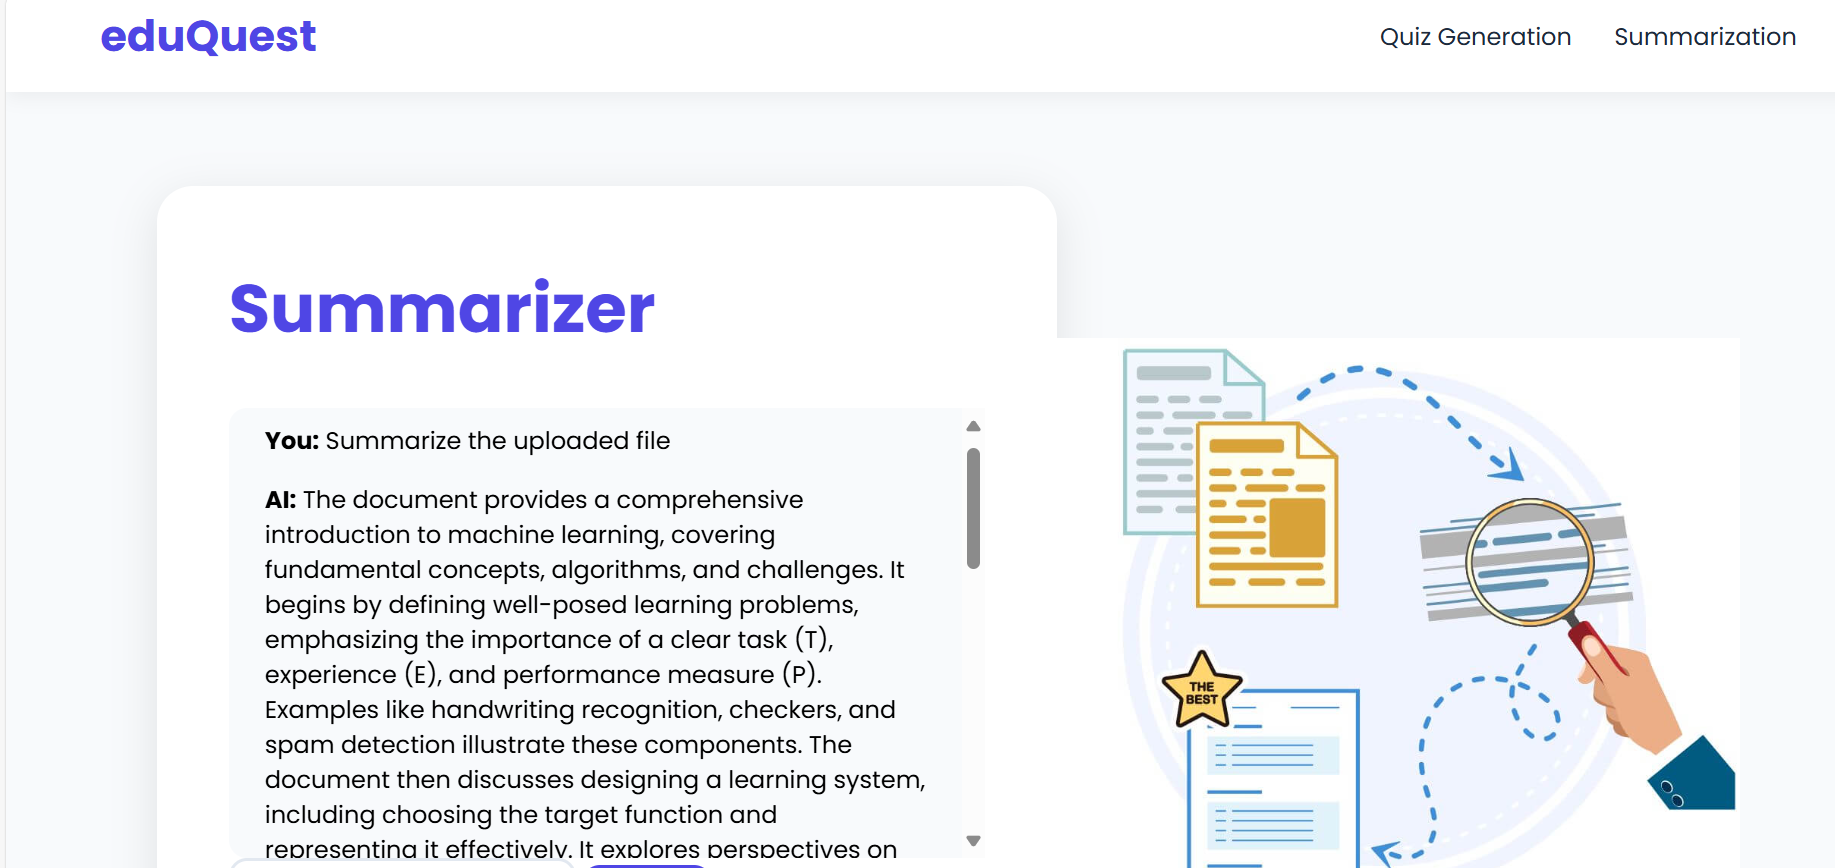 eduQuest
Quiz Generation
Summarization
Summarizer
You: Summarize the uploaded file
AI: The document provides a comprehensive
introduction to machine learning, covering
fundamental concepts, algorithms, and challenges. It
begins by defining well-posed learning problems,
emphasizing the importance of a clear task (T),
experience (E), and performance measure (P).
Examples like handwriting recognition, checkers, and
spam detection illustrate these components. The
document then discusses designing a learning system,
including choosing the target function and
representing it effectively. It explores perspectives on
THE
BEST